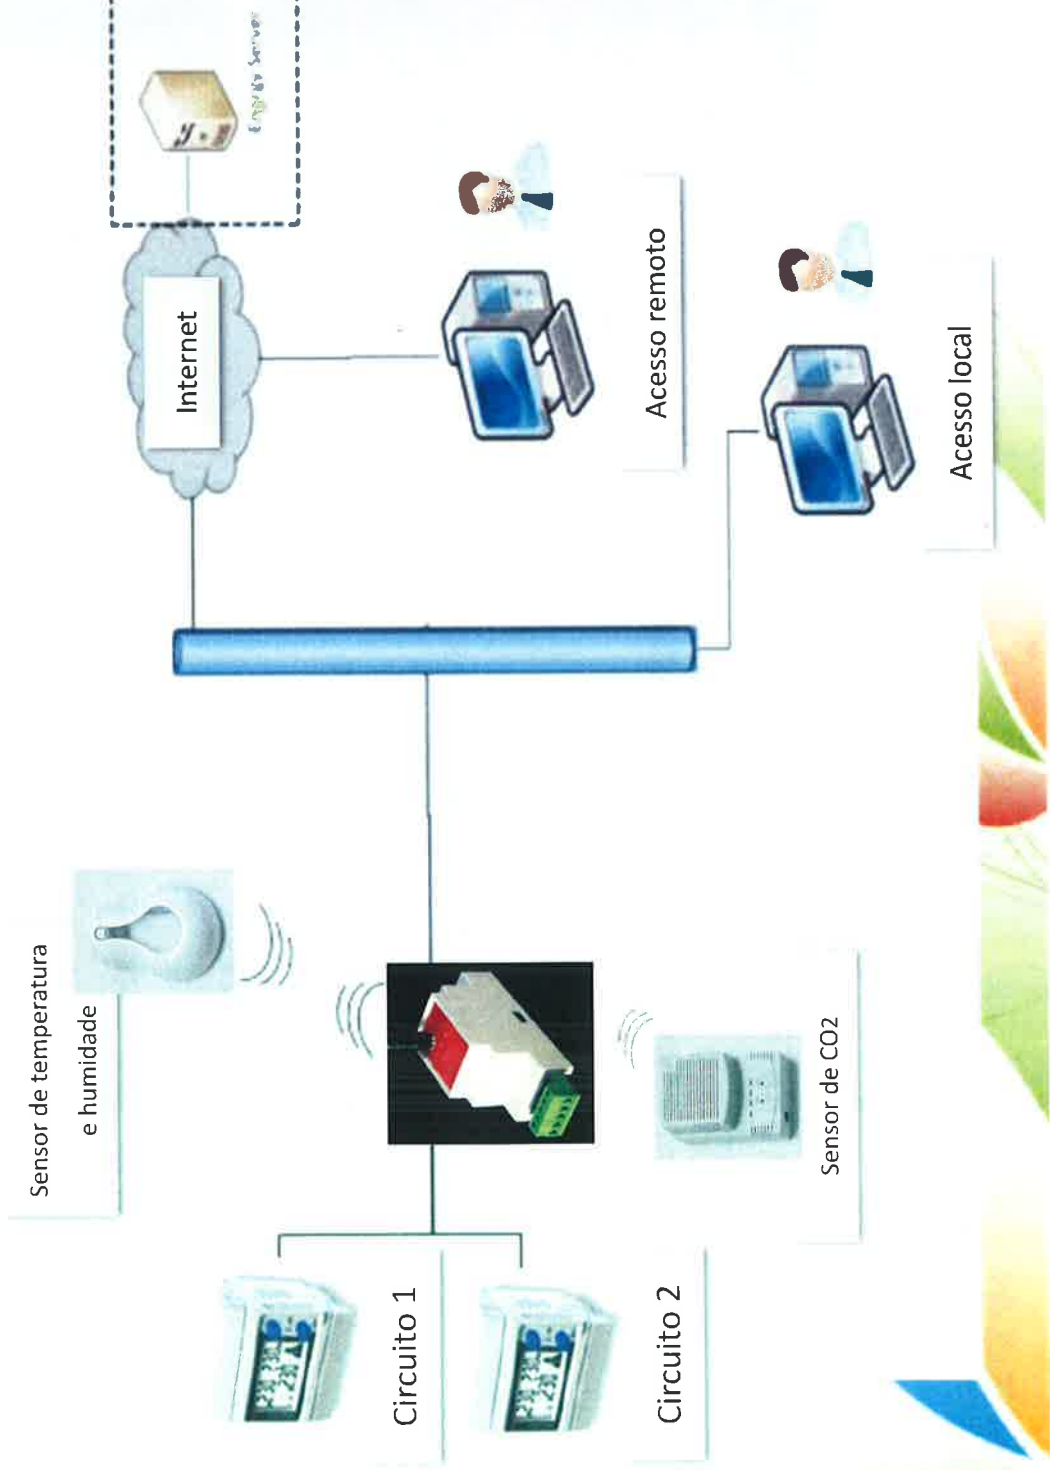 Sensor de temperatura
e humidade
Circuito 1
Circuito 2
Sensor de CO2
Internet
Acesso remoto
Acesso local